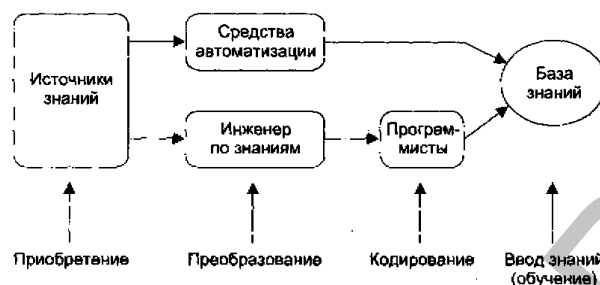 Источники
знаний
Средства
автоматизации
База
знаний
Инженер
по знаниям
Програм-
мисты
Приобретение
Преобразование
Кодирование
Ввод знаний
(обучение)